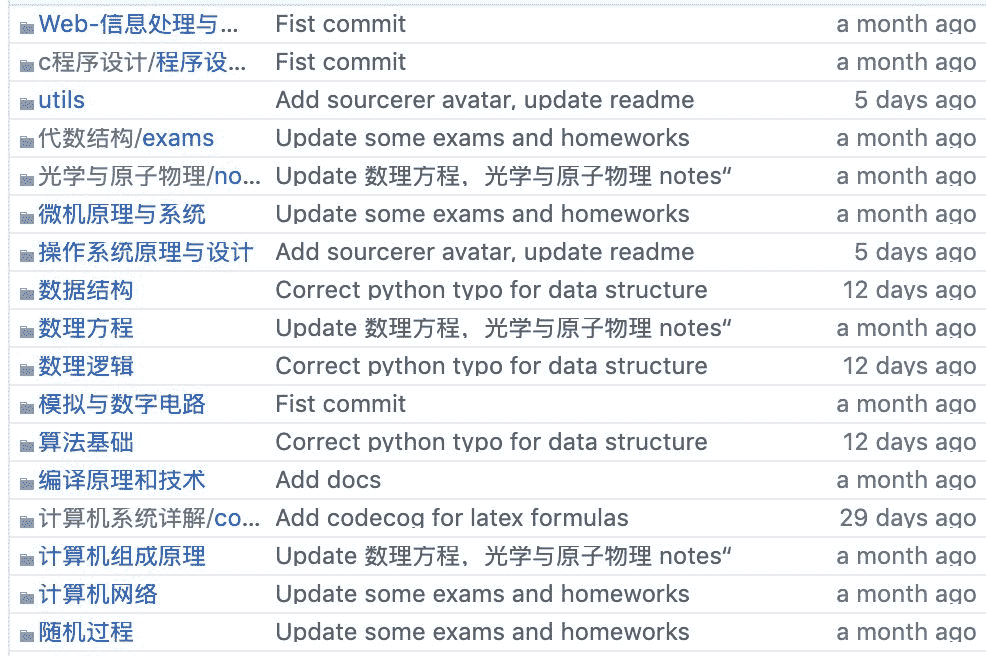 Web-信息处理与... Fist commit a month ago
c程序设计/程序设... Fist commit a month ago
utils Add sourcerer avatar, update readme 5 days ago
代数结构/exams Update some exams and homeworks a month ago
光学与原子物理/no... Update 数理方程，光学与原子物理 notes“ a month ago
微机原理与系统 Update some exams and homeworks a month ago
操作系统原理与设计 Add sourcerer avatar, update readme 5 days ago
数据结构 Correct python typo for data structure 12 days ago
数理方程 Update 数理方程，光学与原子物理 notes“ a month ago
数理逻辑 Correct python typo for data structure 12 days ago
模拟与数字电路 Fist commit a month ago
算法基础 Correct python typo for data structure 12 days ago
编译原理和技术 Add docs a month ago
计算机系统详解/co... Add codecog for latex formulas 29 days ago
计算机组成原理 Update 数理方程，光学与原子物理 notes“ a month ago
计算机网络 Update some exams and homeworks a month ago
随机过程 Update some exams and homeworks a month ago